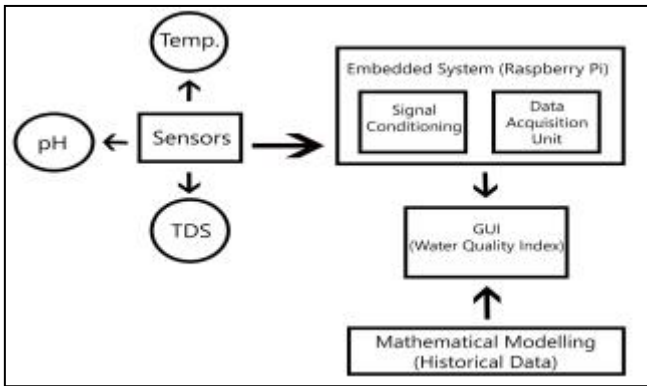 Temp.
pH
Sensors
TDS
Embedded System (Raspberry Pi)
Signal
Conditioning
Data
Acquisition
Unit
GUI
(Water Quality Index)
Mathematical Modelling
(Historical Data)